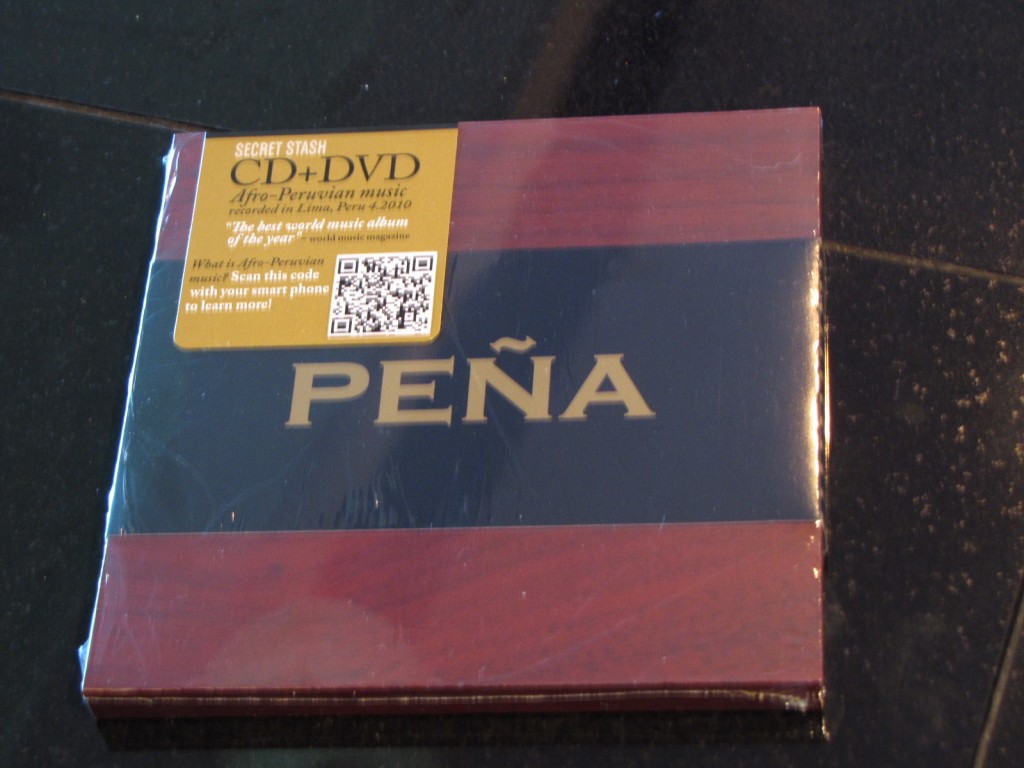 SECRET STASH
CD+DVD
Afro-Peruvian music
recorded in Lima, Peru 4.2010
"The best world music album
of the year" - world music magazine
What is Afro-Peruvian
music? Scan this code
with your smart phone
to learn more!
PEÑA